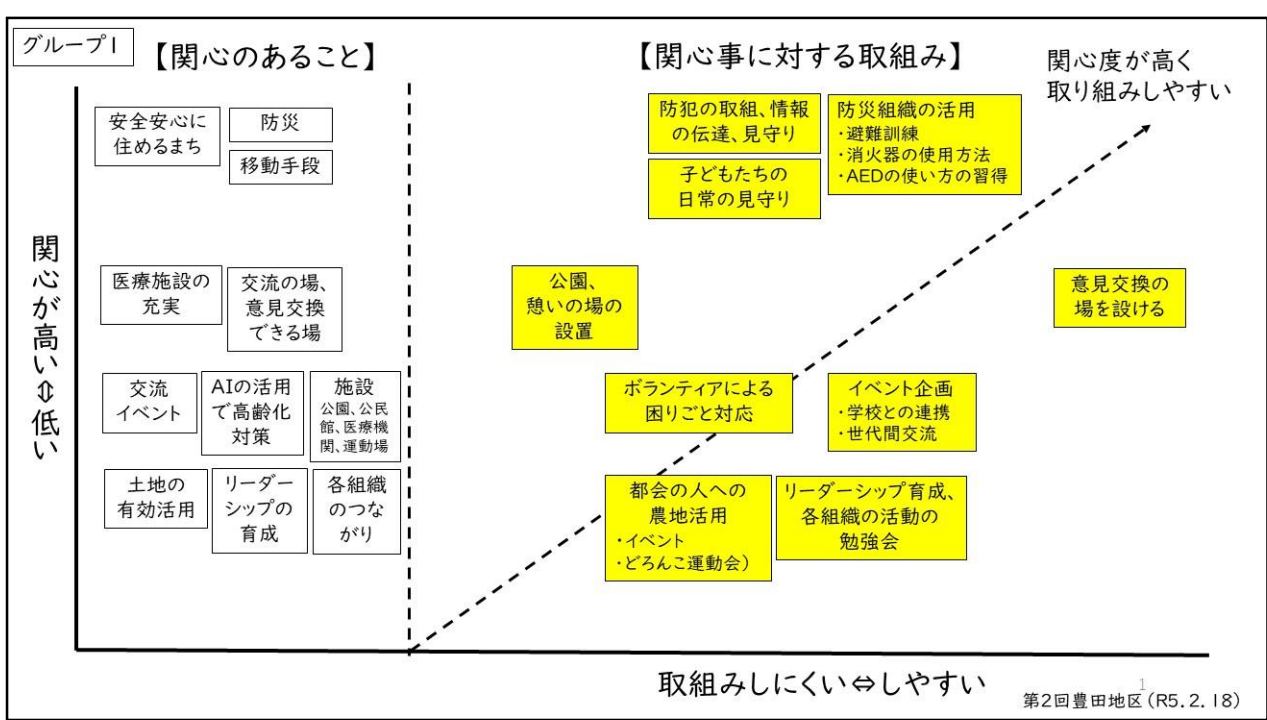 グループ1
【関心のあること】
【関心事に対する取組み】
関心度が高く
取り組みしやすい
安全安心に
住めるまち
防災
移動手段
防犯の取組、情報
の伝達、見守り
子どもたちの
日常の見守り
防災組織の活用
・避難訓練
・消火器の使用方法
・AEDの使い方の習得
関心が高い⇔低い
医療施設の
充実
交流の場、
意見交換
できる場
公園、
憩いの場の
設置
意見交換の
場を設ける
交流
イベント
AIの活用
で高齢化
対策
施設
公園、公民
館、医療機
関、運動場
ボランティアによる
困りごと対応
イベント企画
・学校との連携
・世代間交流
土地の
有効活用
リーダー
シップの
育成
各組織
のつな
がり
都会の人への
農地活用
・イベント
・どろんこ運動会）
リーダーシップ育成、
各組織の活動の
勉強会
取組みしにくい⇔しやすい
1
第2回豊田地区(R5.2.18)